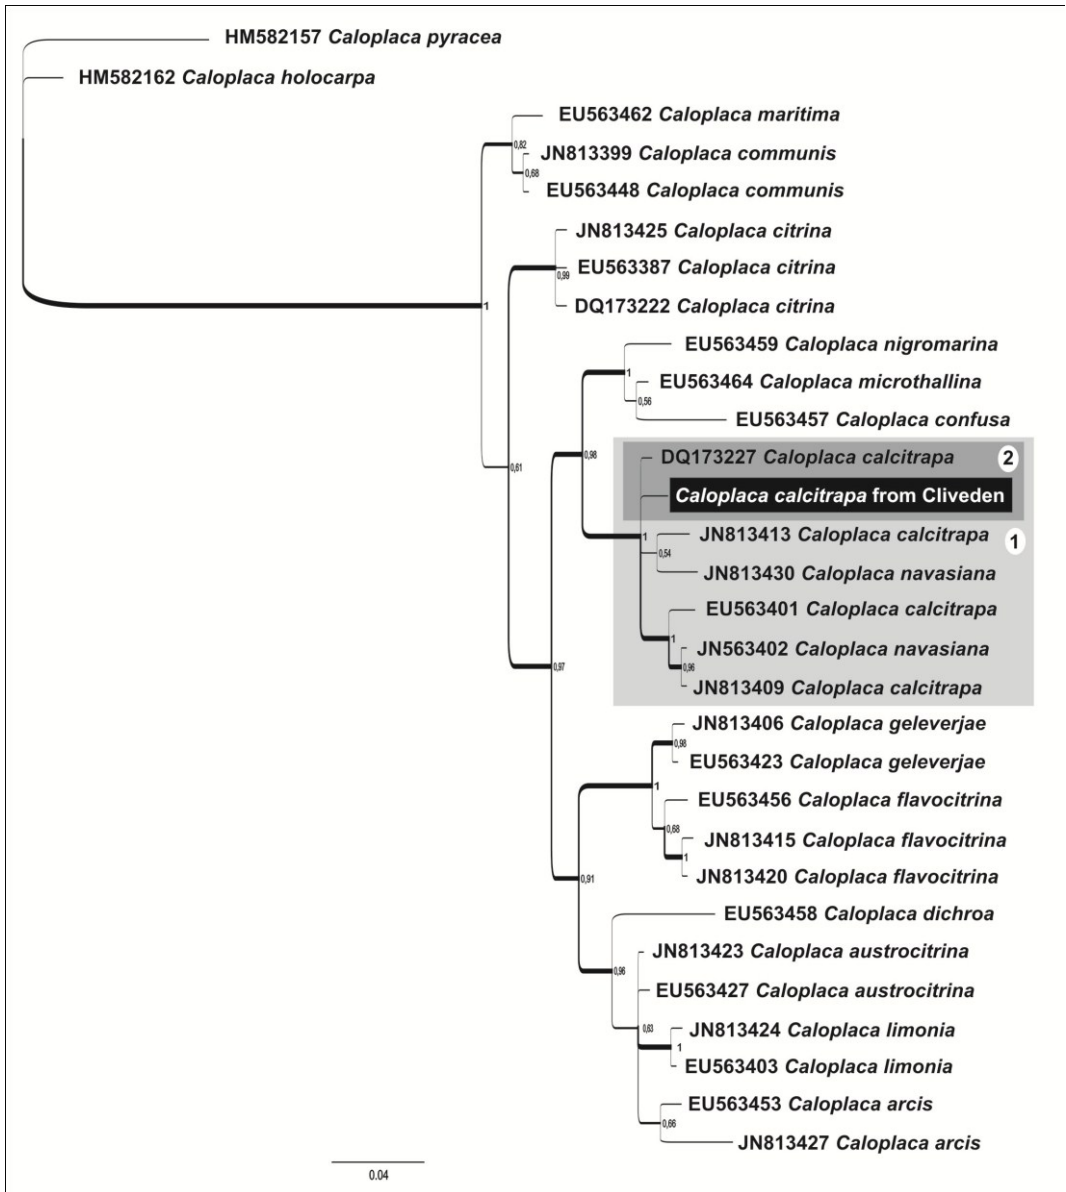 HM582157 Caloplaca pyracea
HM582162 Caloplaca holocarpa
EU563462 Caloplaca maritima
0,82
JN813399 Caloplaca communis
0,68
EU563448 Caloplaca communis
JN813425 Caloplaca citrina
EU563387 Caloplaca citrina
0,99
DQ173222 Caloplaca citrina
1
EU563459 Caloplaca nigromarina
1
EU563464 Caloplaca microthallina
0,56
EU563457 Caloplaca confusa
0,98
0,61
DQ173227 Caloplaca calcitrapa 2
Caloplaca calcitrapa from Cliveden
JN813413 Caloplaca calcitrapa 1
1
0,54
JN813430 Caloplaca navasiana
EU563401 Caloplaca calcitrapa
1
JN563402 Caloplaca navasiana
0,96
JN813409 Caloplaca calcitrapa
0,97
JN813406 Caloplaca geleverjae
0,98
EU563423 Caloplaca geleverjae
1
EU563456 Caloplaca flavocitrina
0,68
JN813415 Caloplaca flavocitrina
1
JN813420 Caloplaca flavocitrina
0,91
EU563458 Caloplaca dichroa
JN813423 Caloplaca austrocitrina
0,96
EU563427 Caloplaca austrocitrina
JN813424 Caloplaca limonia
0,63
1
EU563403 Caloplaca limonia
EU563453 Caloplaca arcis
0,66
JN813427 Caloplaca arcis
0.04